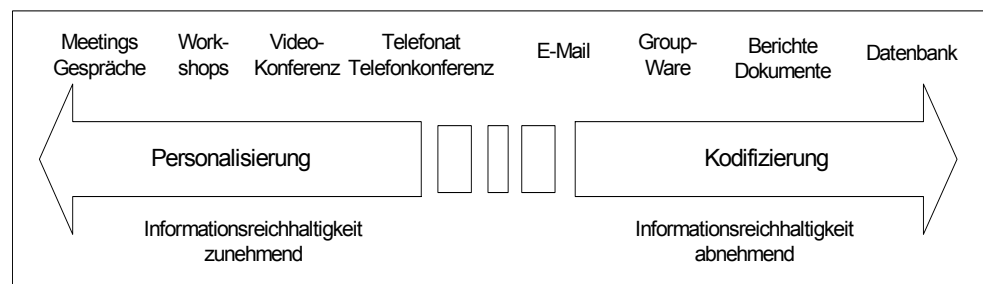 Meetings
Gespräche
Work-
shops
Video-
Konferenz
Telefonat
Telefonkonferenz
E-Mail
Group-
Ware
Berichte
Dokumente
Datenbank
Personalisierung
Kodifizierung
Informationsreichhaltigkeit
zunehmend
Informationsreichhaltigkeit
abnehmend